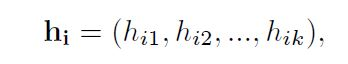 h_i = (h_{i1}, h_{i2}, ..., h_{ik}),